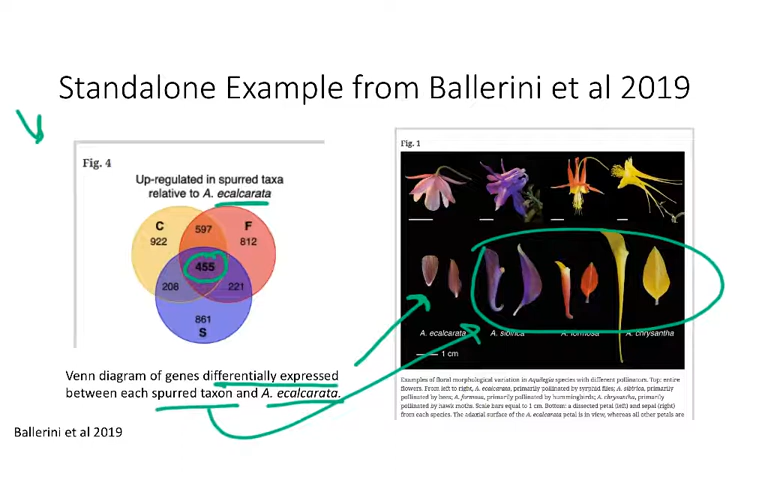 Standalone Example from Ballerini et al 2019
Fig. 4
Up-regulated in spurred taxa
relative to A. ecalcarata
C
922
597
F
812
455
208
221
861
S
Venn diagram of genes differentially expressed
between each spurred taxon and A. ecalcarata.
Ballerini et al 2019
Fig. 1
A. ecalcarata
A. sibirica
A. formosa
A. chrysantha
1 cm
Examples of floral morphological variation in Aquilegia species with different pollinators. Top: entire
flowers. From left to right, A. ecalcarata, primarily pollinated by syrphid flies; A. sibirica, primarily
pollinated by bees; A. formosa, primarily pollinated by hummingbirds; A. chrysantha, primarily
pollinated by hawk moths. Scale bars equal to 1 cm. Bottom: a dissected petal (left) and sepal (right)
from each species. The adaxial surface of the A. ecalcarata petal is in view, whereas all other petals are